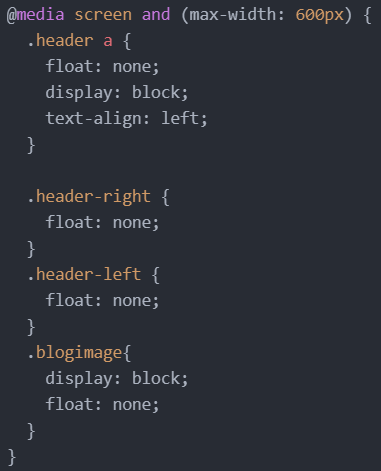 @media screen and (max-width: 600px) {
  .header a {
    float: none;
    display: block;
    text-align: left;
  }

  .header-right {
    float: none;
  }
  .header-left {
    float: none;
  }
  .blogimage{
    display: block;
    float: none;
  }
}